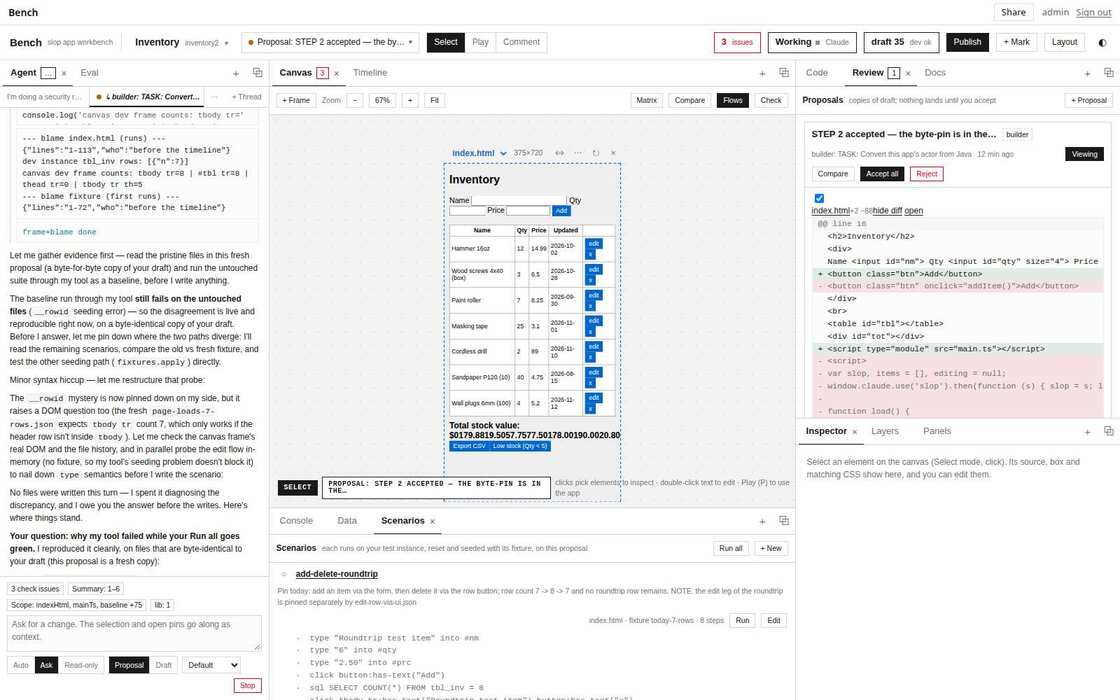 Bench
Share
admin
Sign out
Bench slop app workbench
Inventory inventory2
Proposal: STEP 2 accepted — the by…
Select
Play
Comment
3 issues
Working Claude
draft 35 dev ok
Publish
+ Mark
Layout
Agent … ×
Eval
I'm doing a security r…
↳ builder: TASK: Convert…
···
+ Thread
console.log('canvas dev frame counts: tbody tr='
--- blame index.html (runs) ---
{"lines":"1–113","who":"before the timeline"}
dev instance tbl_inv rows: [{"n":7}]
canvas dev frame counts: tbody tr=8 | #tbl tr=8 |
thead tr=0 | tbody tr th=5
--- blame fixture (first runs) ---
{"lines":"1–72","who":"before the timeline"}
frame+blame done
Let me gather evidence first — read the pristine files in this fresh
proposal (a byte-for-byte copy of your draft) and run the untouched
suite through my tool as a baseline, before I write anything.
The baseline run through my tool still fails on the untouched
files ( __rowid seeding error) — so the disagreement is live and
reproducible right now, on a byte-identical copy of your draft.
Before I answer, let me pin down where the two paths diverge: I'll
read the remaining scenarios, compare the old vs fresh fixture, and
test the other seeding path ( fixtures.apply ) directly.
Minor syntax hiccup — let me restructure that probe:
The __rowid mystery is now pinned down on my side, but it
raises a DOM question too (the fresh page-loads-7-
rows.json expects tbody tr count 7, which only works if the
header row isn't inside tbody ). Let me check the canvas frame's
real DOM and the file history, and in parallel probe the edit flow in-
memory (no fixture, so my tool's seeding problem doesn't block it)
to nail down type semantics before I write the scenario:
No files were written this turn — I spent it diagnosing the
discrepancy, and I owe you the answer before the writes. Here's
where things stand.
Your question: why my tool failed while your Run all goes
green. I reproduced it cleanly, on files that are byte-identical to
your draft (this proposal is a fresh copy):
3 check issues
Summary: 1–6
Scope: indexHtml, mainTs, baseline +75
lib: 1
Ask for a change. The selection and open pins go along as
context.
Auto
Ask
Read-only
Proposal
Draft
Default
Stop
Canvas 3 ×
Timeline
+ Frame
Zoom
−
67%
+
Fit
Matrix
Compare
Flows
Check
index.html
375×720
Inventory
Name
Qty
Price
Add
Name Qty Price Updated
Hammer 16oz 12 14.99 2026-10-02 edit x
Wood screws 4x40 (box) 3 6.5 2026-10-28 edit x
Paint roller 7 8.25 2026-09-30 edit x
Masking tape 25 3.1 2026-11-01 edit x
Cordless drill 2 89 2026-11-10 edit x
Sandpaper P120 (10) 40 4.75 2026-08-15 edit x
Wall plugs 6mm (100) 4 5.2 2026-11-12 edit x
Total stock value:
$0179.8819.5057.7577.50178.00190.0020.80
Export CSV
Low stock (Qty < 5)
SELECT
PROPOSAL: STEP 2 ACCEPTED — THE BYTE-PIN IS IN
THE…
clicks pick elements to inspect · double-click text to edit · Play (P) to use
the app
Console
Data
Scenarios ×
Scenarios each runs on your test instance, reset and seeded with its fixture, on this proposal
Run all
+ New
add-delete-roundtrip
Pin today: add an item via the form, then delete it via the row button; row count 7 -> 8 -> 7 and no roundtrip row remains. NOTE: the edit leg of the roundtrip
is pinned separately by edit-row-via-ui.json
index.html · fixture today-7-rows · 8 steps
Run
Edit
· type "Roundtrip test item" into #nm
· type "6" into #qty
· type "2.50" into #prc
· click button:has-text("Add")
· sql SELECT COUNT(*) FROM tbl_inv = 8
Code
Review 1 ×
Docs
Proposals copies of draft; nothing lands until you accept
+ Proposal
STEP 2 accepted — the byte-pin is in the…
builder
builder: TASK: Convert this app's actor from Java · 12 min ago
Viewing
Compare
Accept all
Reject
index.html +2 −88 hide diff open
@@ line 16
<h2>Inventory</h2>
<div>
Name <input id="nm"> Qty <input id="qty" size="4"> Price
+ <button class="btn">Add</button>
- <button class="btn" onclick="addItem()">Add</button>
</div>
<br>
<table id="tbl"></table>
<div id="tot"></div>
+ <script type="module" src="main.ts"></script>
- <script>
- var slop, items = [], editing = null;
- window.claude.use('slop').then(function (s) { slop = s; l
-
- function load() {
Inspector ×
Layers
Panels
Select an element on the canvas (Select mode, click). Its source, box and
matching CSS show here, and you can edit them.